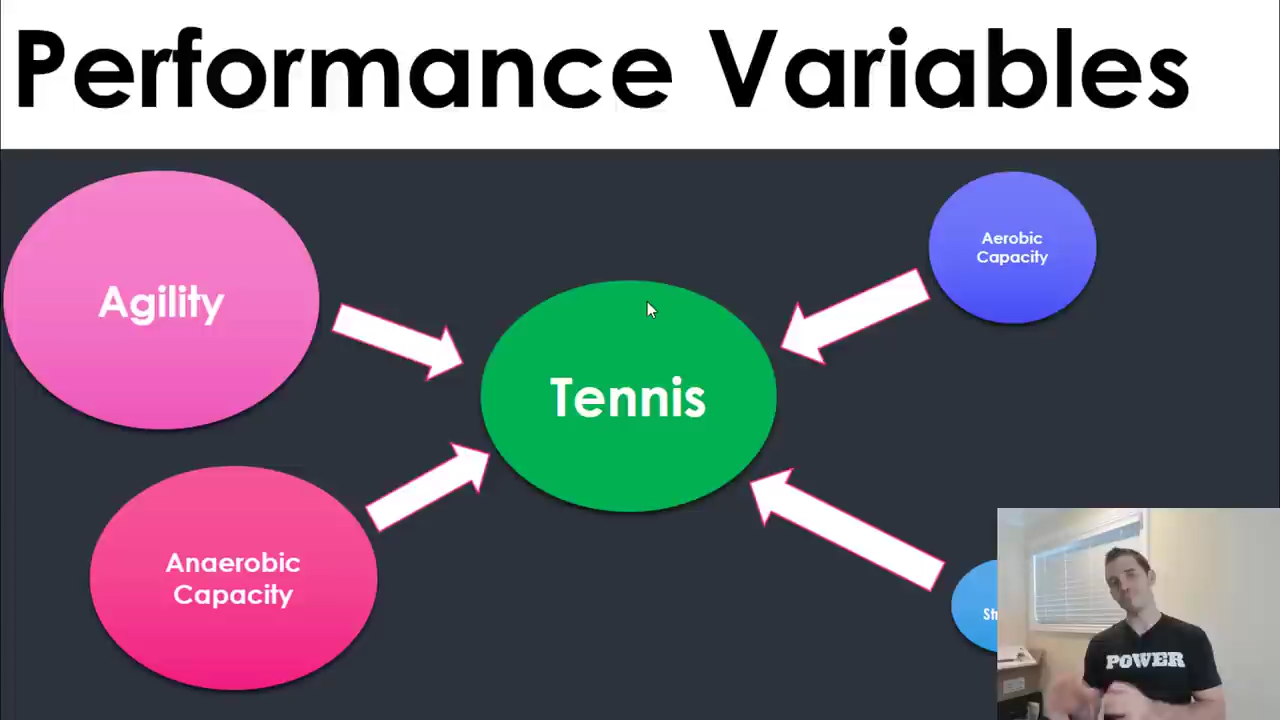 Performance Variables
Agility
Aerobic
Capacity
Tennis
Anaerobic
Capacity
POWER